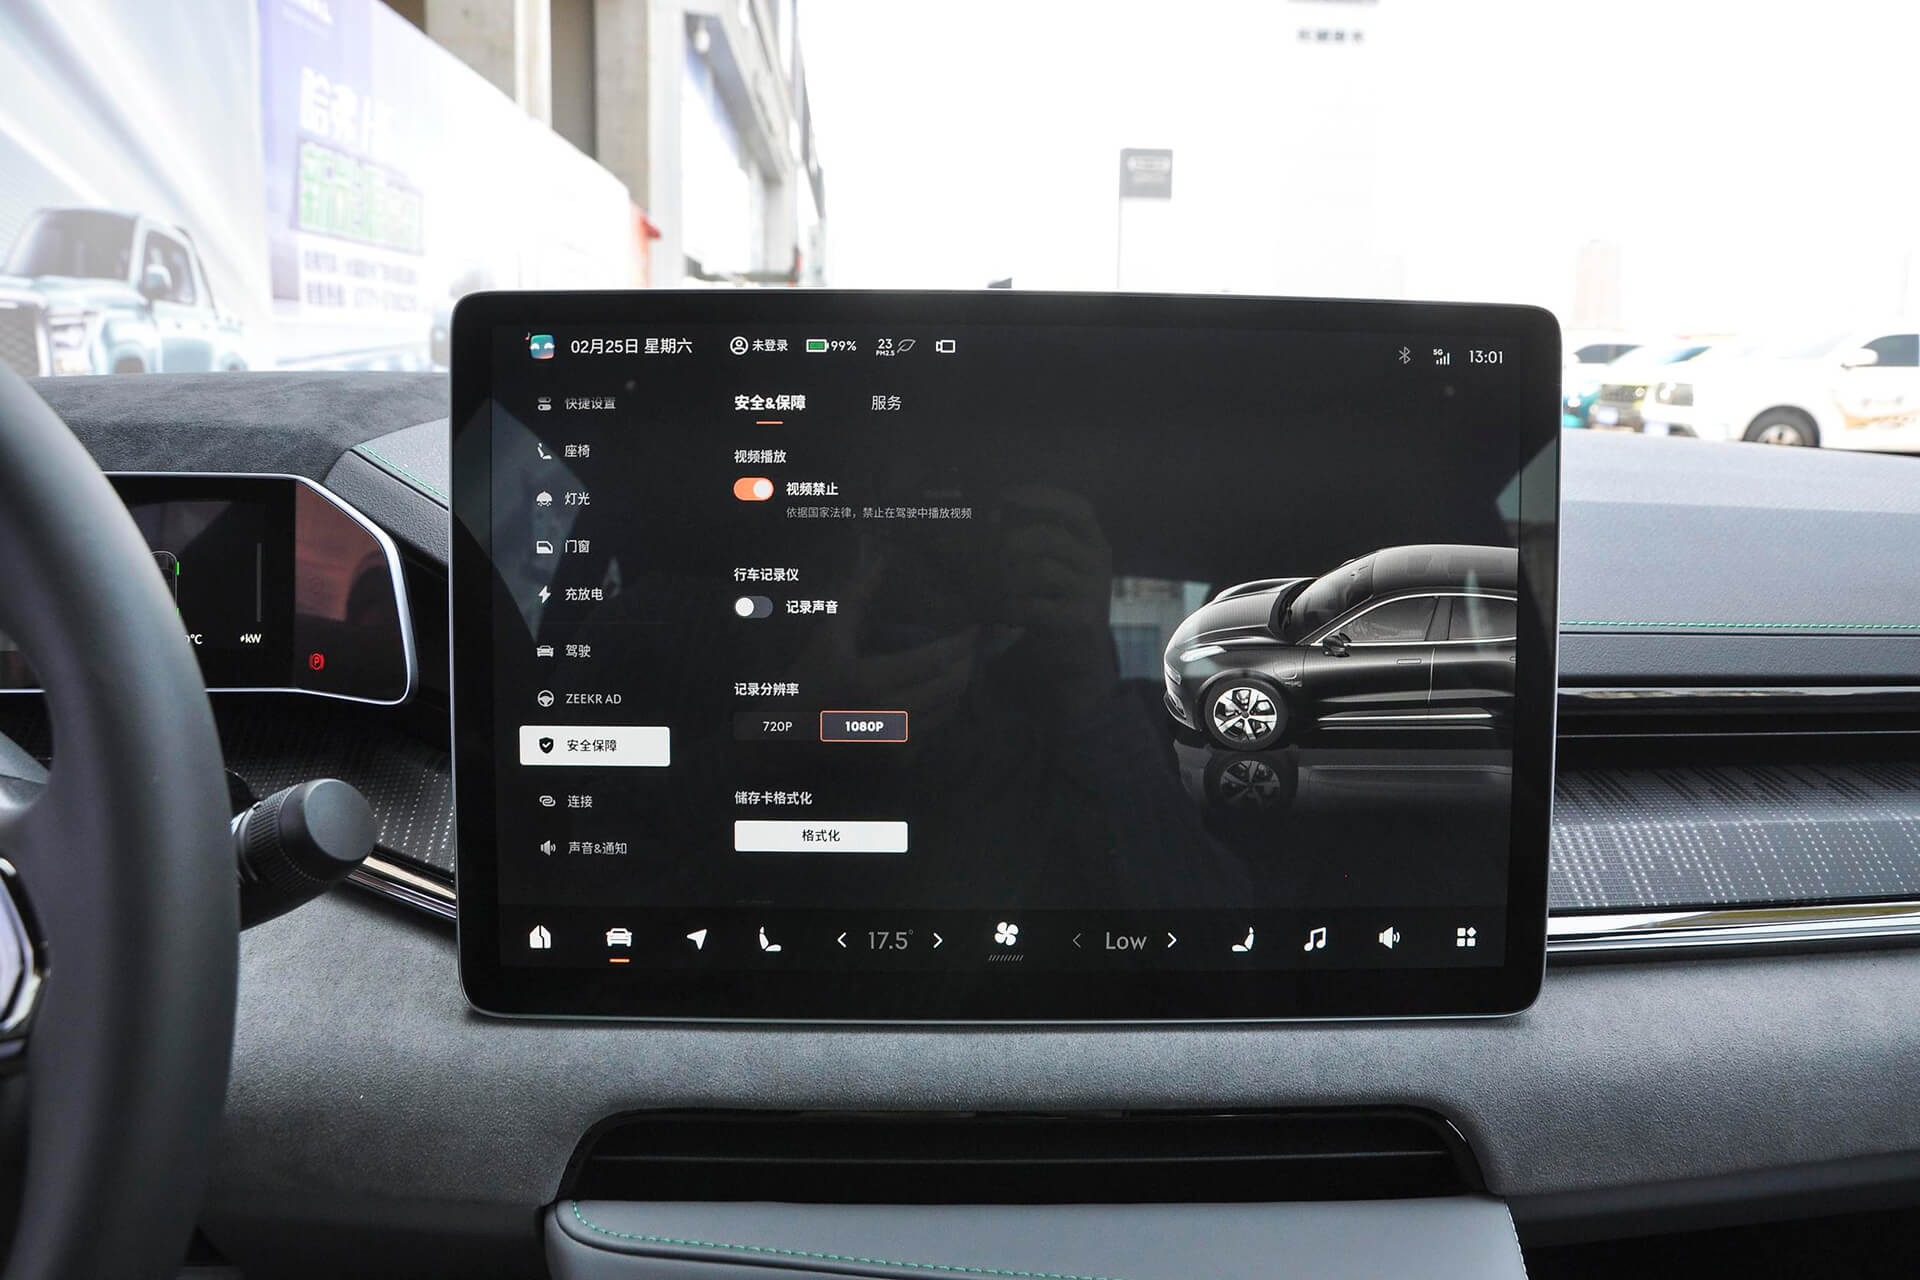 02月25日 星期六
未登录
99%
23
PM2.5
5G
13:01
快捷设置
座椅
灯光
门窗
充放电
驾驶
ZEEKR AD
安全保障
连接
声音&通知
安全&保障
服务
视频播放
视频禁止
依据国家法律，禁止在驾驶中播放视频
行车记录仪
记录声音
记录分辨率
720P
1080P
储存卡格式化
格式化
17.5°
Low
°C
kW
P